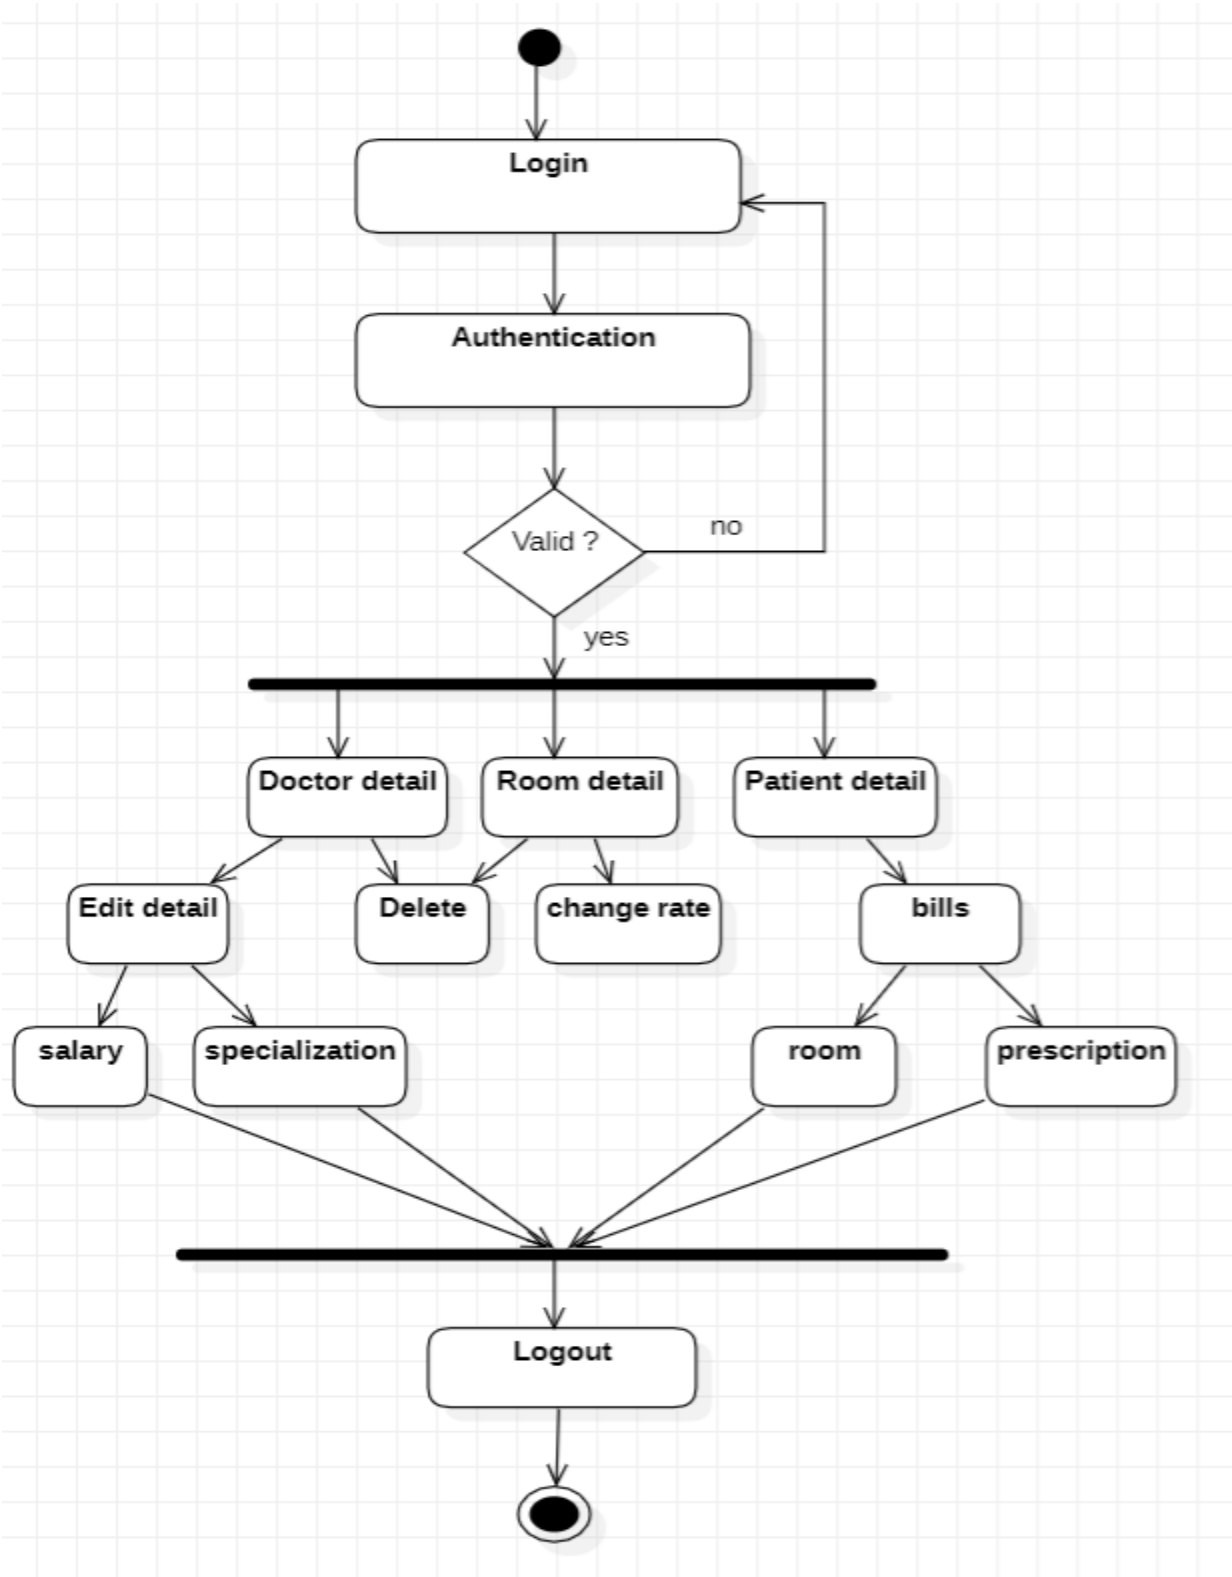 Login
Authentication
Valid ?
no
yes
Doctor detail
Room detail
Patient detail
Edit detail
Delete
change rate
bills
salary
specialization
room
prescription
Logout